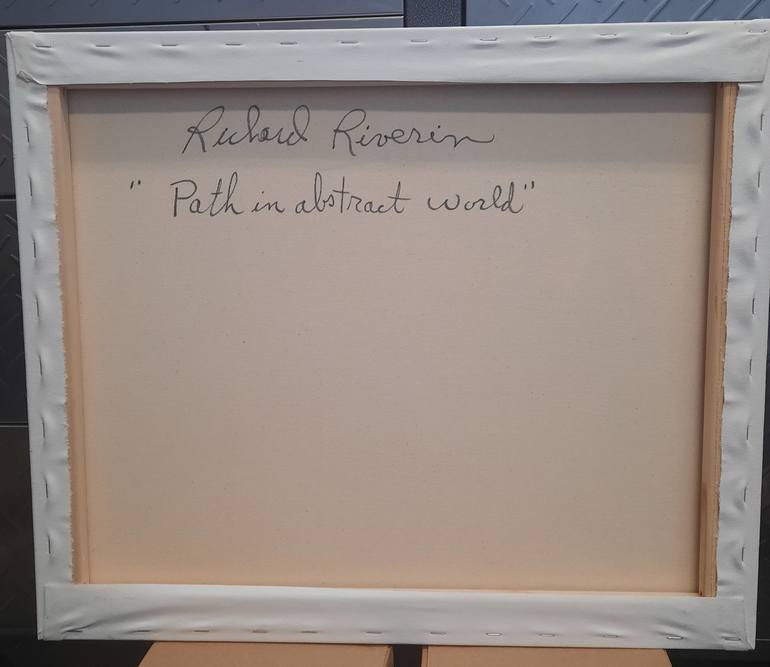 Richard Riverin
" Path in abstract world"